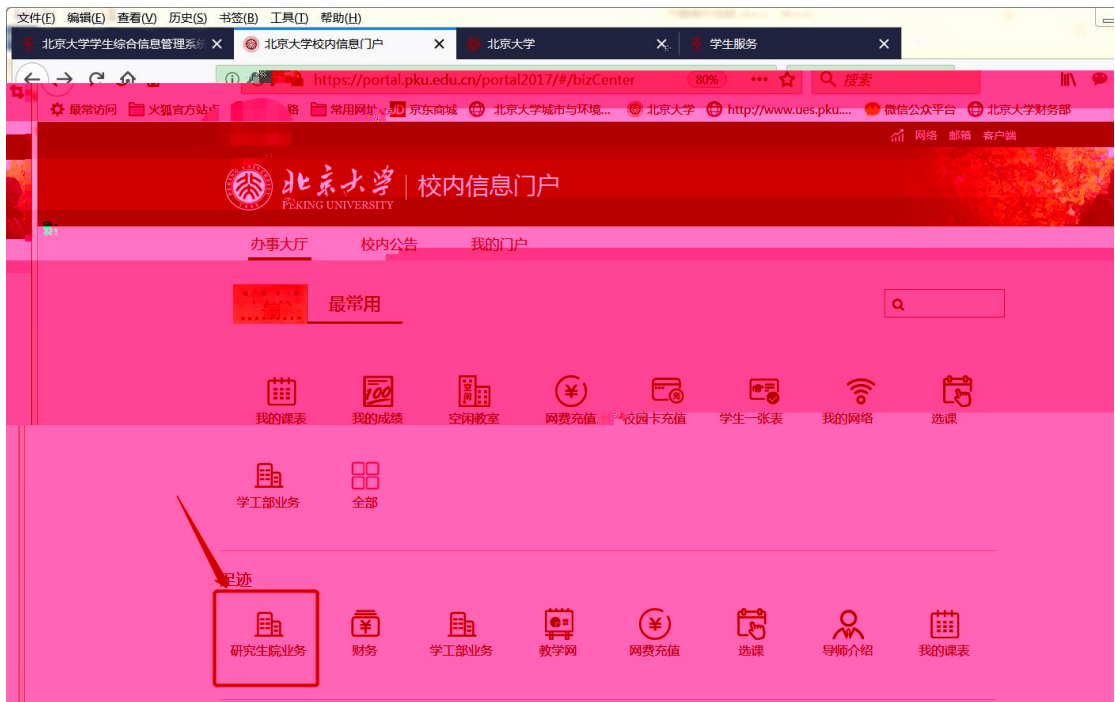 文件(F) 编辑(E) 查看(V) 历史(S) 书签(B) 工具(T) 帮助(H)
北京大学学生综合信息管理系统 北京大学校内信息门户 北京大学 学生服务
https://portal.pku.edu.cn/portal2017/#/bizCenter 80% 搜索
最常访问 火狐官方站点 路 常用网址 JD 京东商城 北京大学城市与环境... 北京大学 http://www.ues.pku.... 微信公众平台 北京大学财务部
网络 邮箱 客户端
北京大学 校内信息门户
PEKING UNIVERSITY
办事大厅 校内公告 我的门户
最常用
我的课表 我的成绩 空闲教室 网费充值 校园卡充值 学生一张表 我的网络 选课
学工部业务 全部
足迹
研究生院业务 财务 学工部业务 教学网 网费充值 选课 导师介绍 我的课表